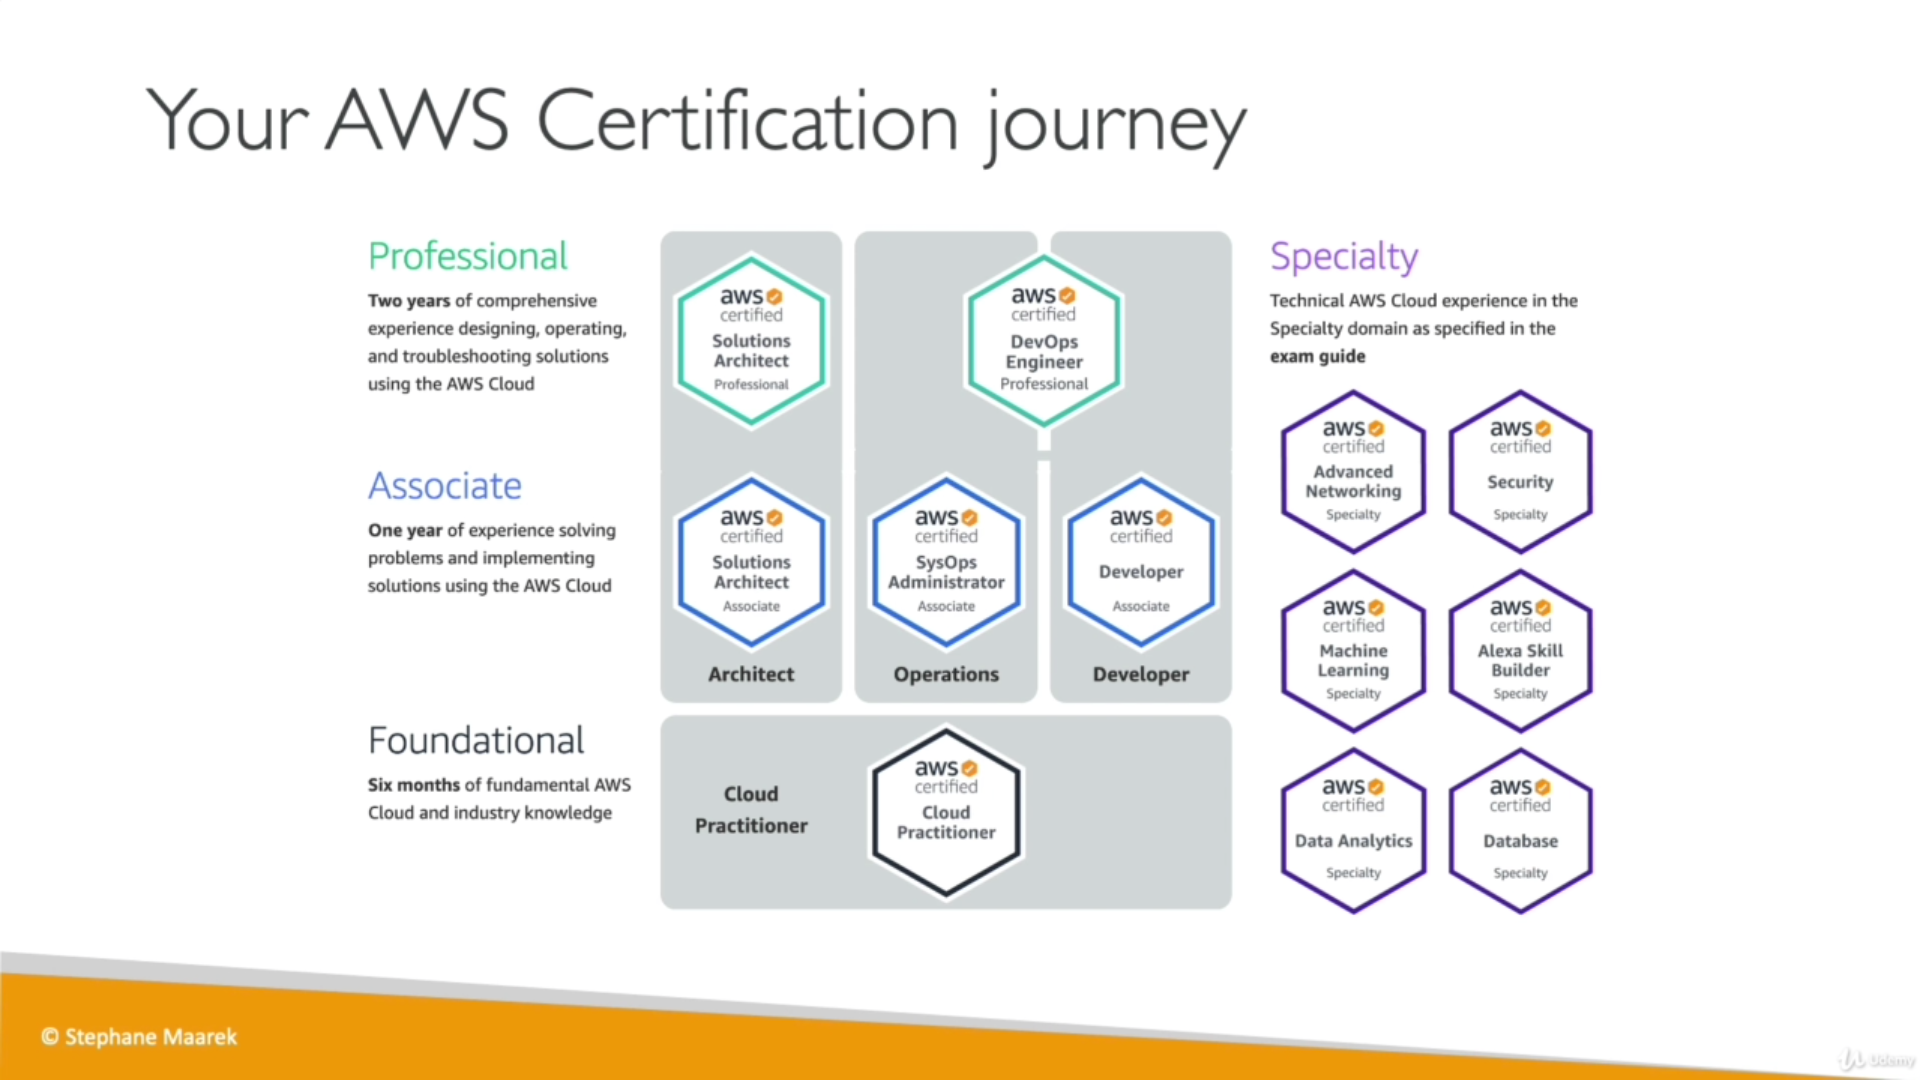 Your AWS Certification journey
Professional
Two years of comprehensive
experience designing, operating,
and troubleshooting solutions
using the AWS Cloud
aws
certified
Solutions
Architect
Professional
aws
certified
DevOps
Engineer
Professional
Associate
One year of experience solving
problems and implementing
solutions using the AWS Cloud
aws
certified
Solutions
Architect
Associate
Architect
aws
certified
SysOps
Administrator
Associate
Operations
aws
certified
Developer
Associate
Developer
Foundational
Six months of fundamental AWS
Cloud and industry knowledge
Cloud
Practitioner
aws
certified
Cloud
Practitioner
Specialty
Technical AWS Cloud experience in the
Specialty domain as specified in the
exam guide
aws
certified
Advanced
Networking
Specialty
aws
certified
Security
Specialty
aws
certified
Machine
Learning
Specialty
aws
certified
Alexa Skill
Builder
Specialty
aws
certified
Data Analytics
Specialty
aws
certified
Database
Specialty
© Stephane Maarek
Udemy